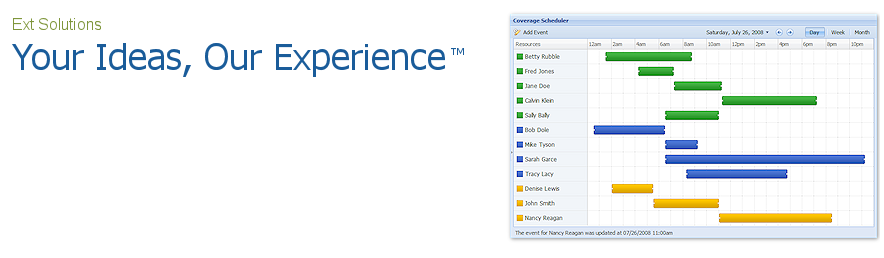 Ext Solutions
Your Ideas, Our Experience™
Coverage Scheduler
Add Event Saturday, July 26, 2008 Day Week Month
Resources 12am 2am 4am 6am 8am 10am 12pm 2pm 4pm 6pm 8pm 10pm
Betty Rubble
Fred Jones
Jane Doe
Calvin Klein
Sally Bally
Bob Dole
Mike Tyson
Sarah Garce
Tracy Lacy
Denise Lewis
John Smith
Nancy Reagan
The event for Nancy Reagan was updated at 07/26/2008 11:00am